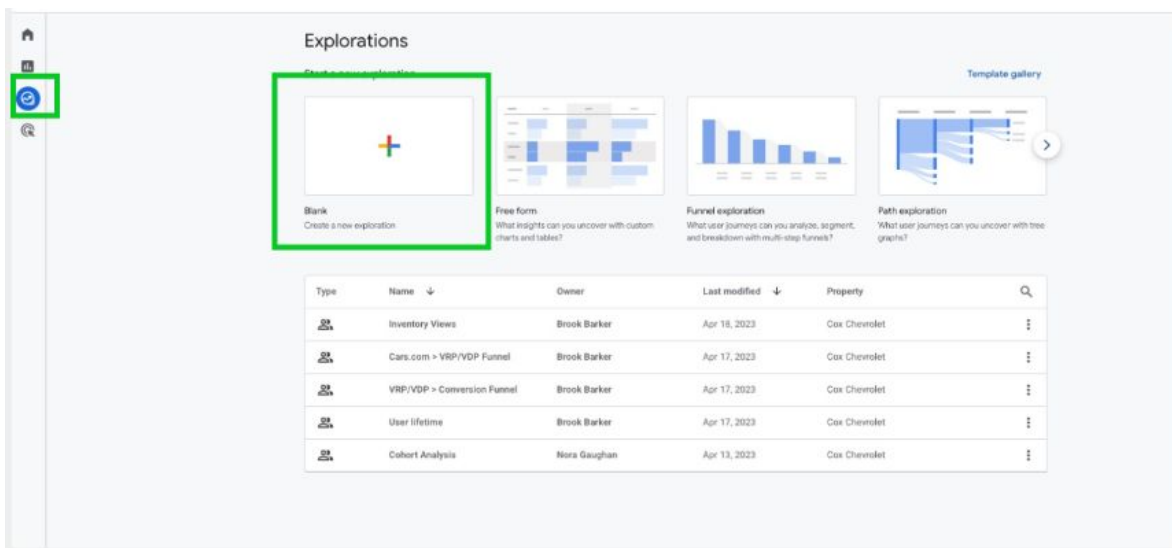 Explorations
Start a new exploration
Template gallery
Blank
Create a new exploration
Free form
What insights can you uncover with custom
charts and tables?
Funnel exploration
What user journeys can you analyze, segment,
and breakdown with multi-step funnels?
Path exploration
What user journeys can you uncover with tree
graphs?
Type Name Owner Last modified Property
Inventory Views Brook Barker Apr 18, 2023 Cox Chevrolet
Cars.com > VRP/VDP Funnel Brook Barker Apr 17, 2023 Cox Chevrolet
VRP/VDP > Conversion Funnel Brook Barker Apr 17, 2023 Cox Chevrolet
User lifetime Brook Barker Apr 17, 2023 Cox Chevrolet
Cohort Analysis Nora Gaughan Apr 13, 2023 Cox Chevrolet